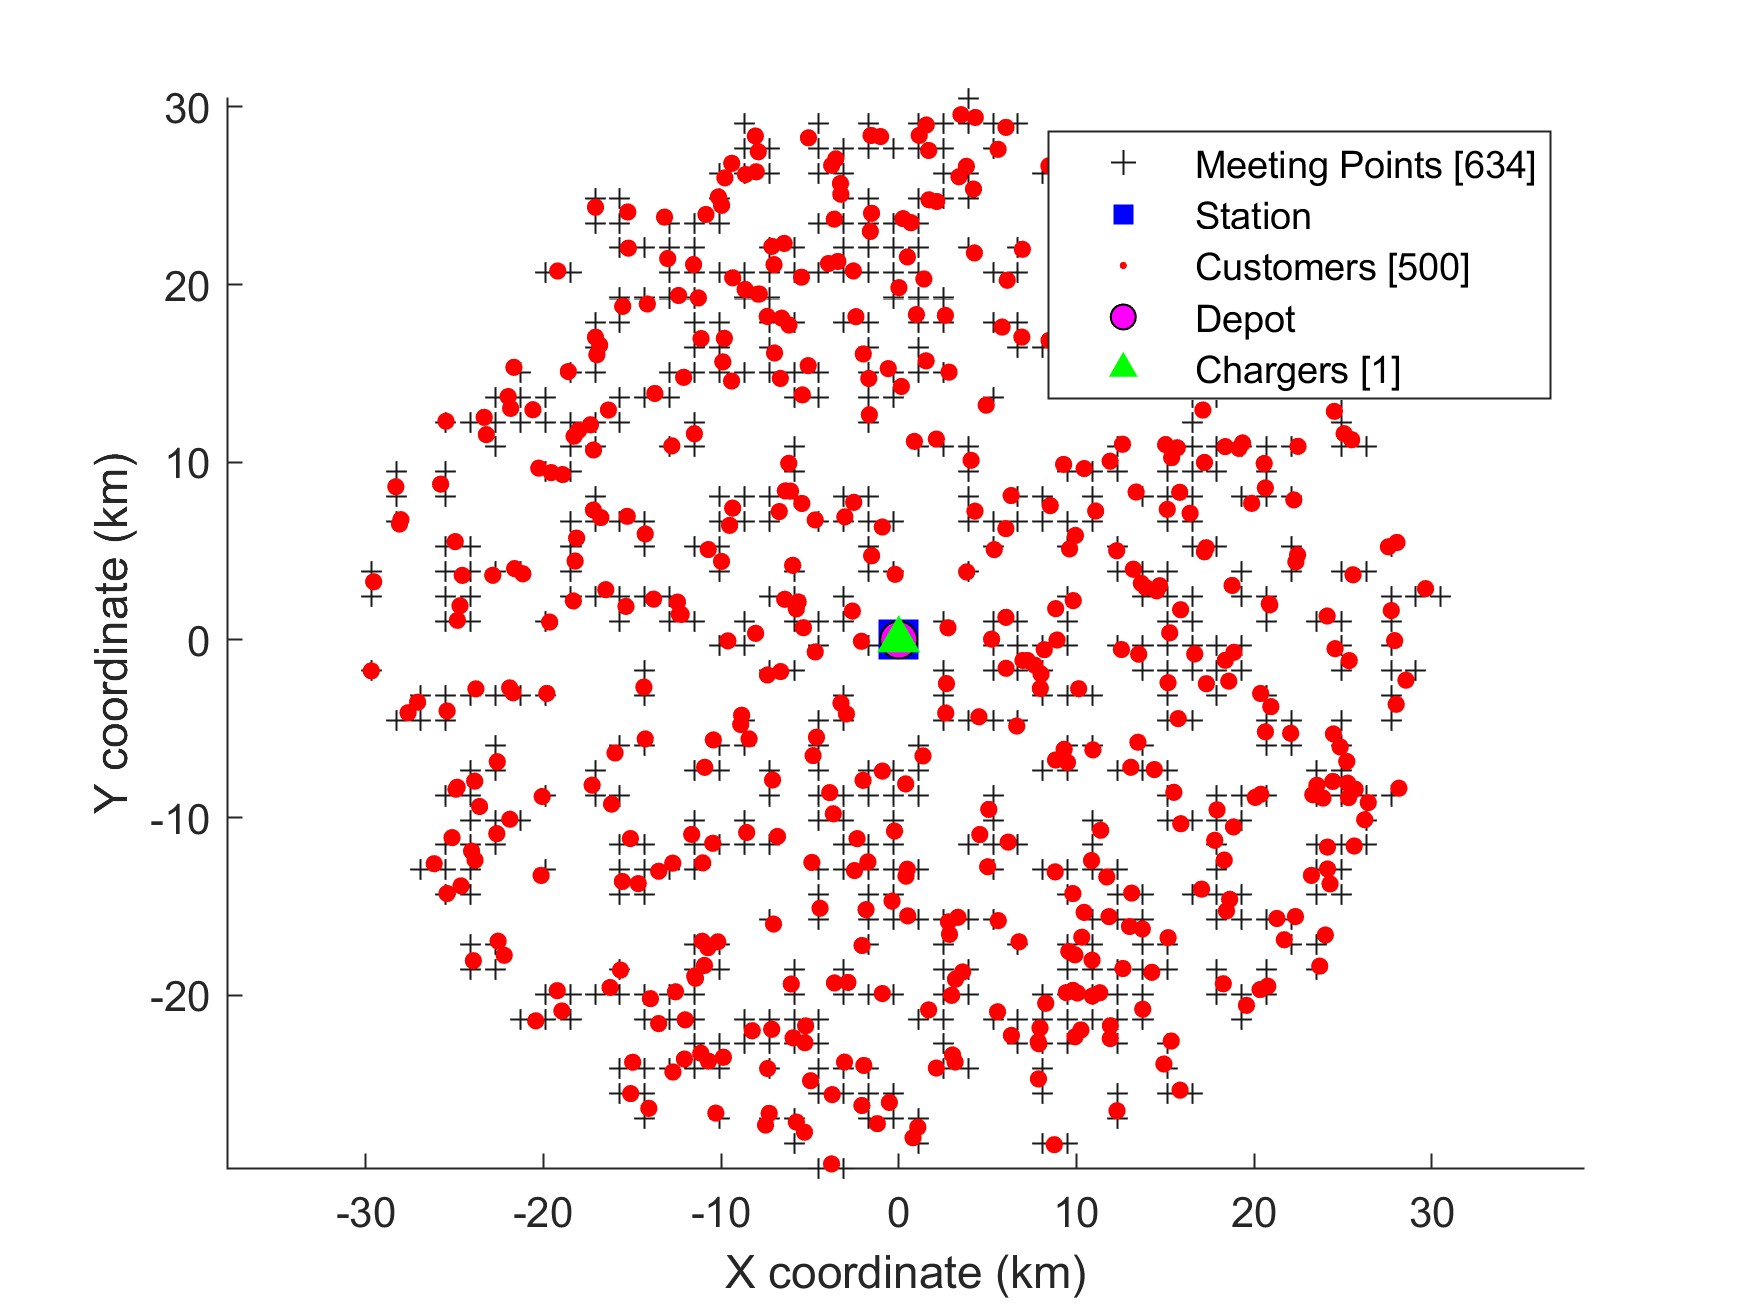 30
20
10
0
-10
-20
Y coordinate (km)
Meeting Points [634]
Station
Customers [500]
Depot
Chargers [1]
-30
-20
-10
0
10
20
30
X coordinate (km)